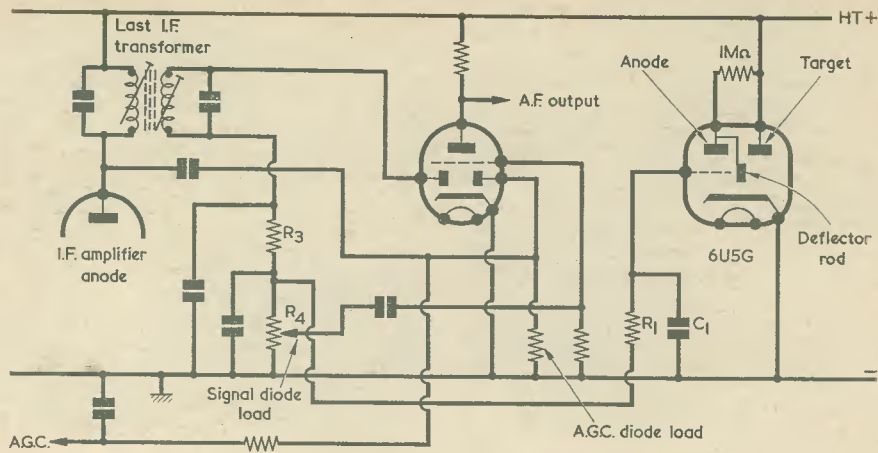 HT+
Last I.F.
transformer
1MΩ
Anode
Target
A.F. output
R3
I.F. amplifier
anode
6U5G
Deflector
rod
R4
R1
C1
Signal diode
load
A.G.C. diode load
A.G.C.
−